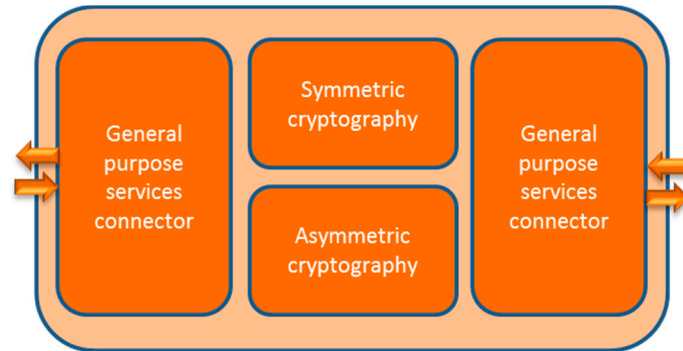 General
purpose
services
connector
Symmetric
cryptography
Asymmetric
cryptography
General
purpose
services
connector